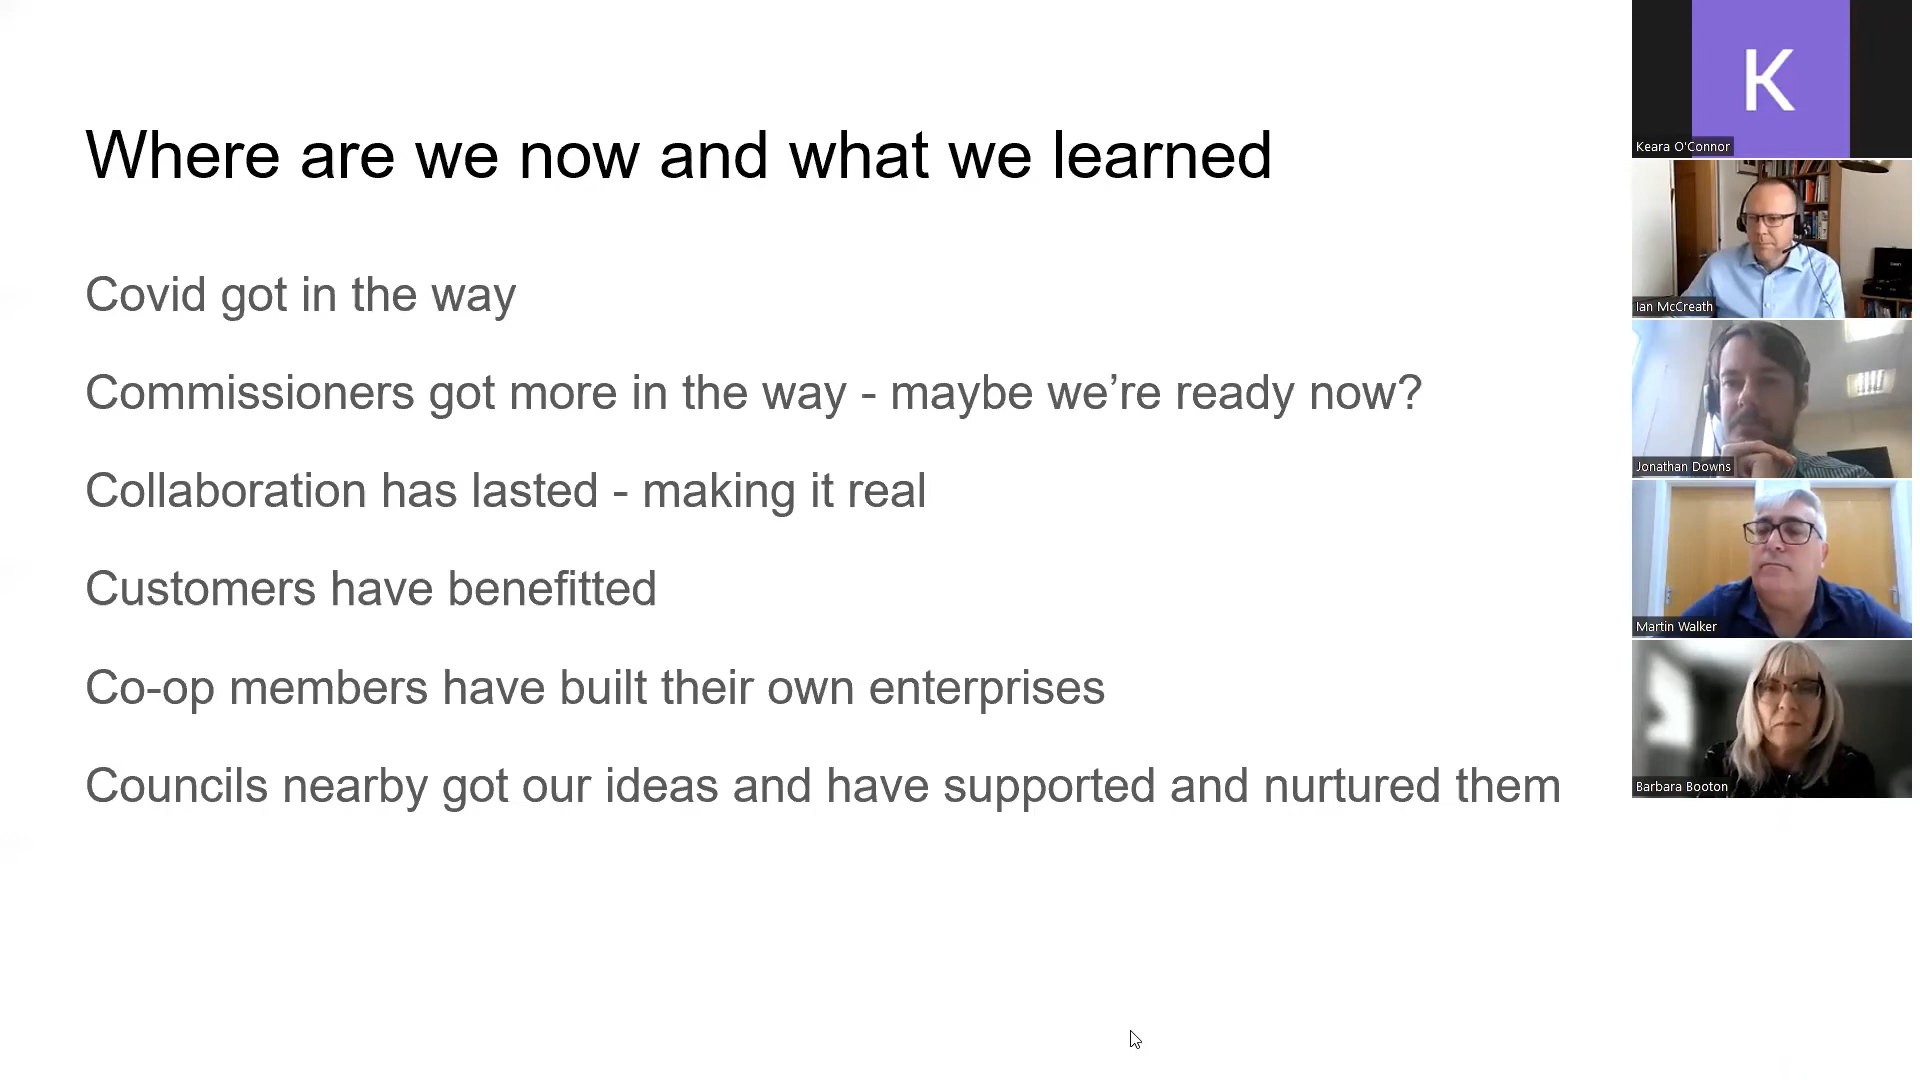 Where are we now and what we learned
Covid got in the way
Commissioners got more in the way - maybe we’re ready now?
Collaboration has lasted - making it real
Customers have benefitted
Co-op members have built their own enterprises
Councils nearby got our ideas and have supported and nurtured them
K
Keara O'Connor
Ian McCreath
Jonathan Downs
Martin Walker
Barbara Booton